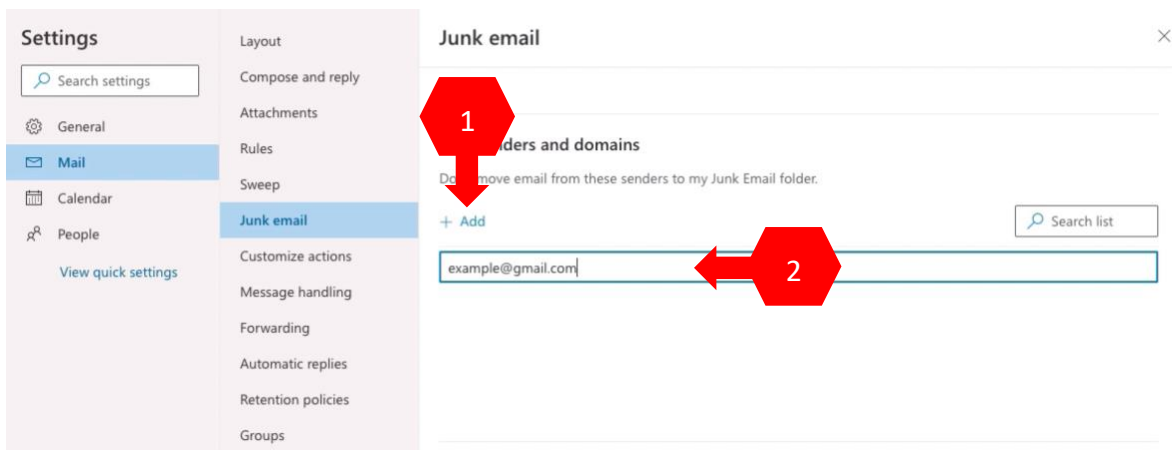 Settings
Search settings
General
Mail
Calendar
People
View quick settings
Layout
Compose and reply
Attachments
Rules
Sweep
Junk email
Customize actions
Message handling
Forwarding
Automatic replies
Retention policies
Groups
Junk email
1
and domains
move email from these senders to my Junk Email folder.
+ Add
Search list
example@gmail.com
2